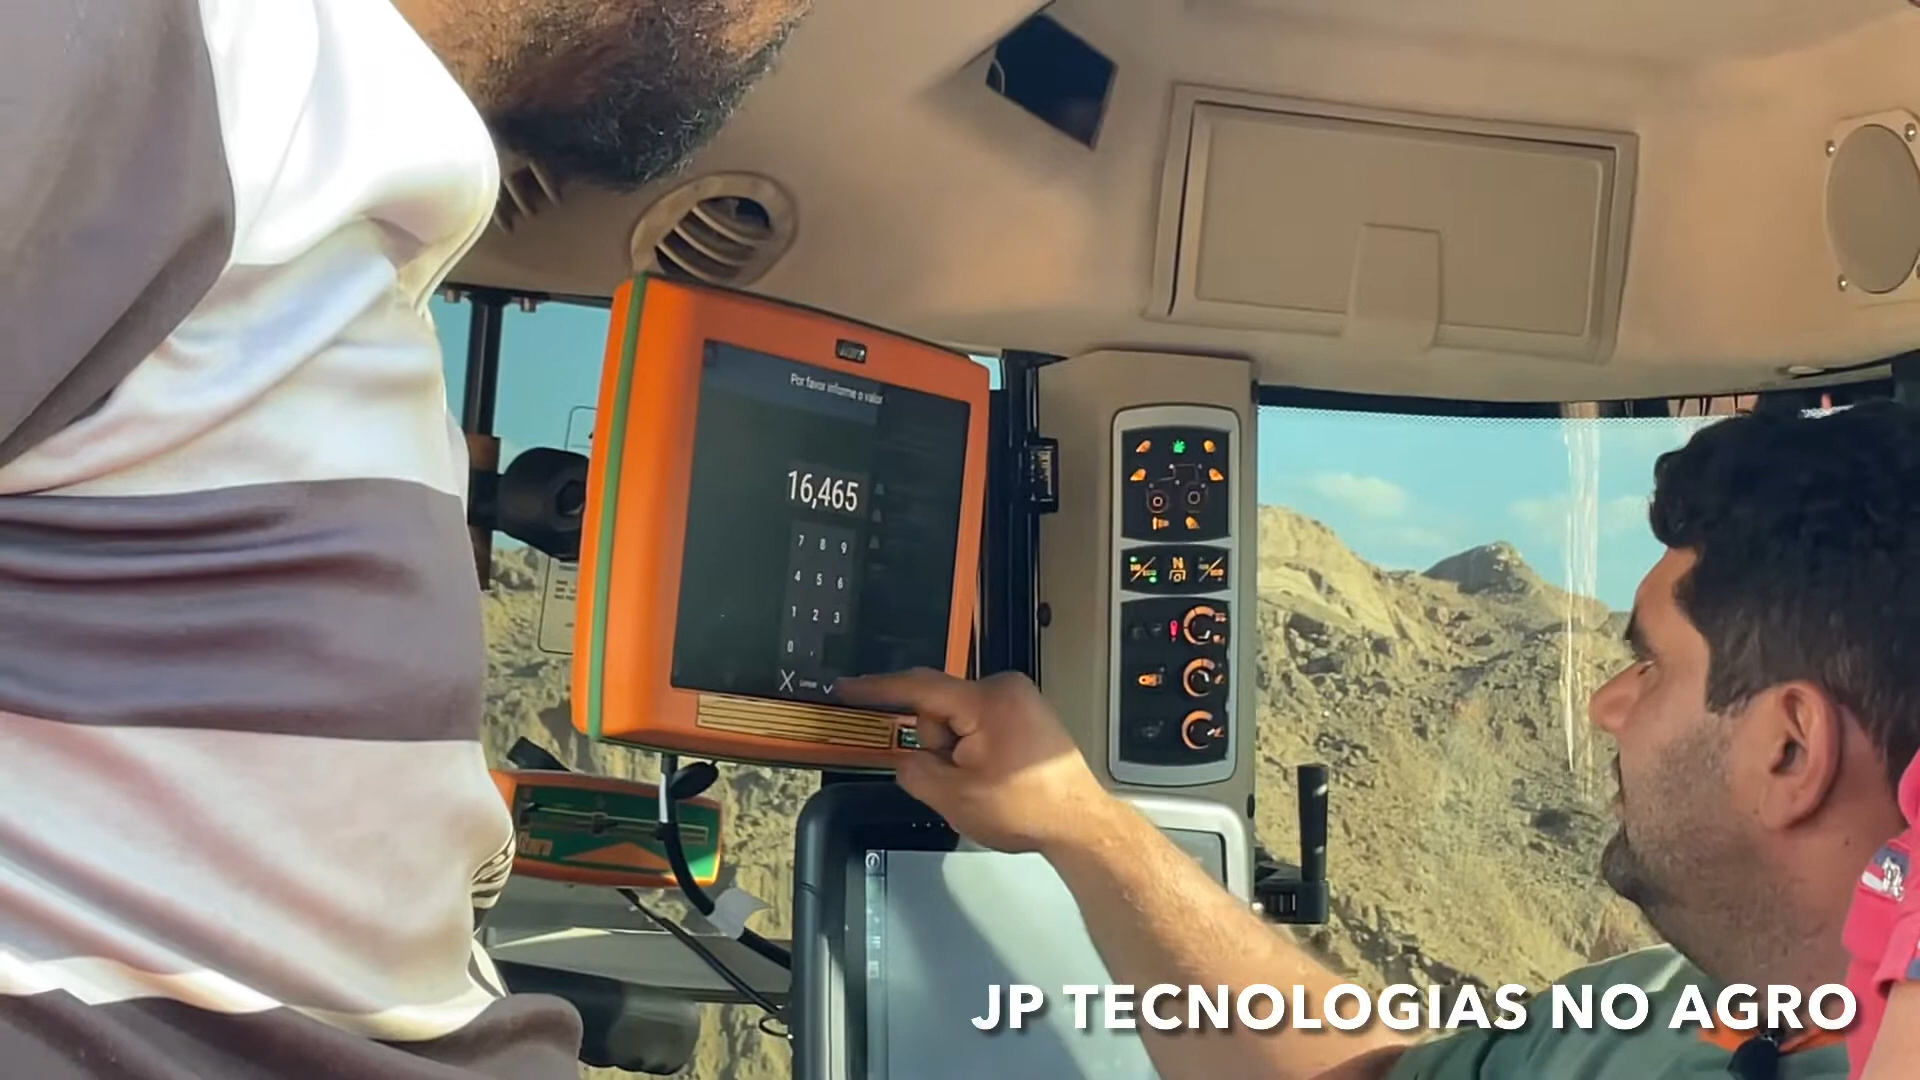 Por favor informe o valor
16,465
7 8 9
4 5 6
1 2 3
0 ,
N
JP TECNOLOGIAS NO AGRO